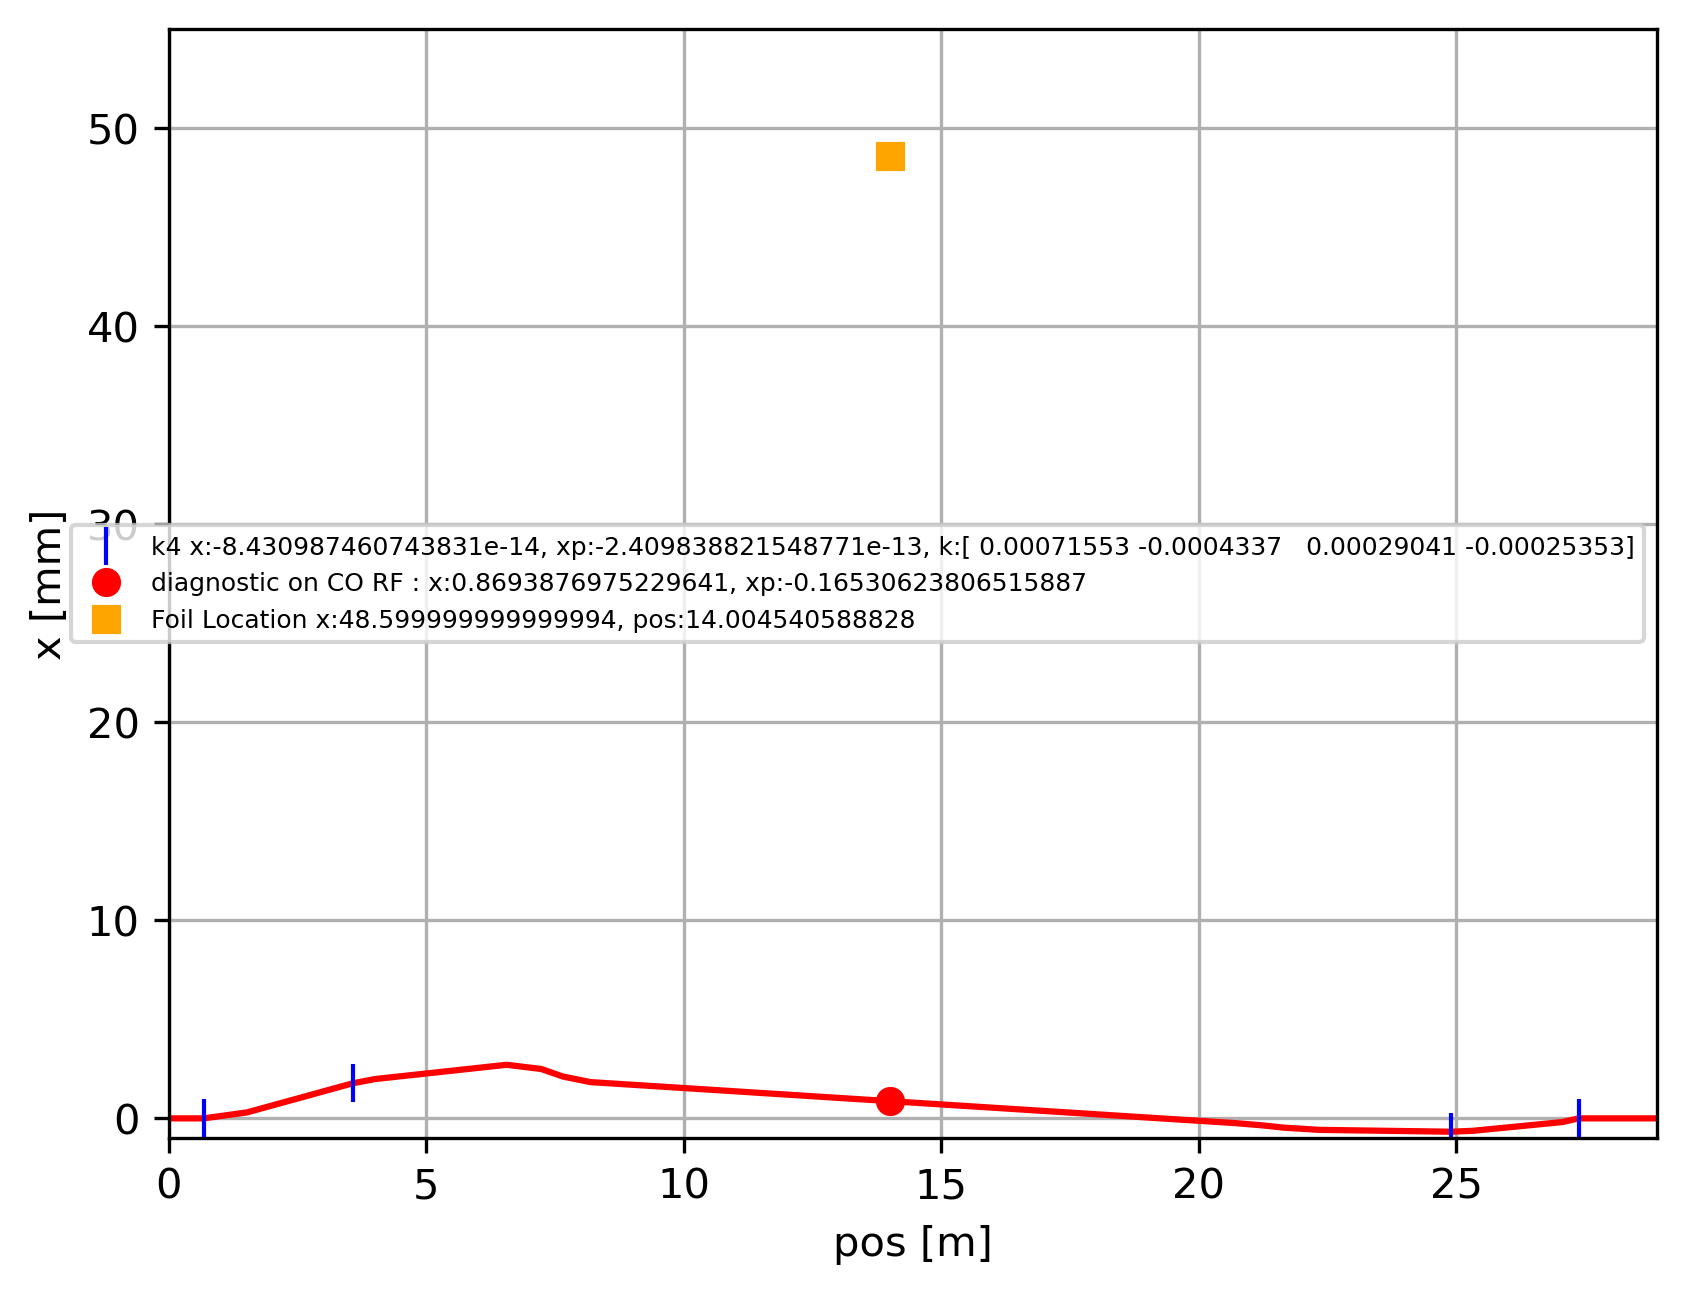 50
40
30
k4 x:-8.430987460743831e-14, xp:-2.409838821548771e-13, k:[ 0.00071553 -0.0004337   0.00029041 -0.00025353]
diagnostic on CO RF : x:0.8693876975229641, xp:-0.16530623806515887
Foil Location x:48.599999999999994, pos:14.004540588828
x [mm]
20
10
0
0 5 10 15 20 25
pos [m]